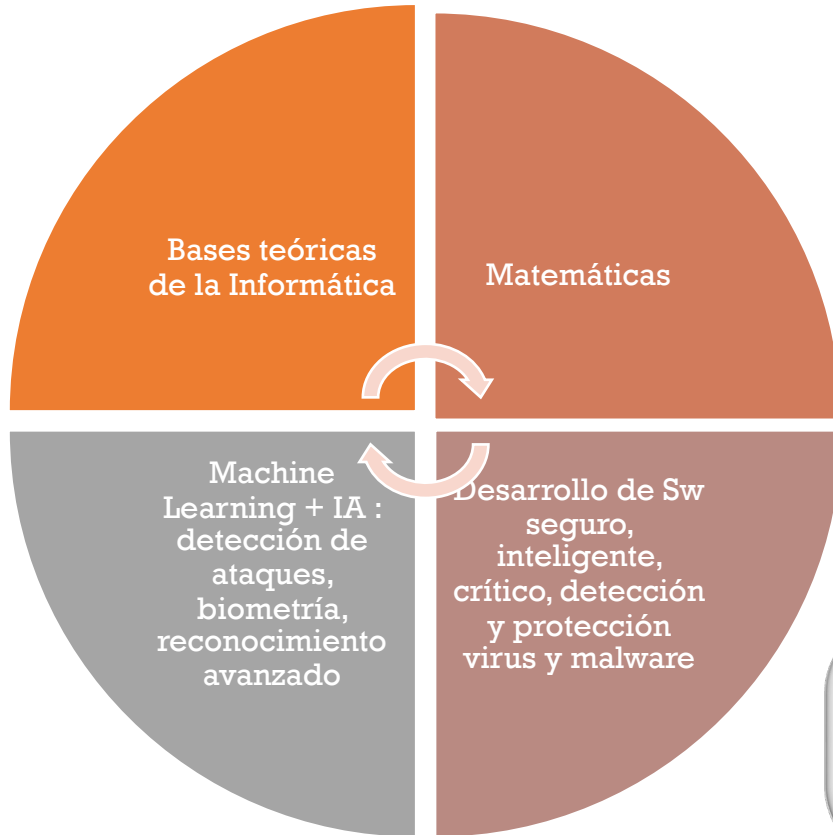 Bases teóricas
de la Informática
Matemáticas
Machine
Learning + IA :
detección de
ataques,
biometría,
reconocimiento
avanzado
Desarrollo de Sw
seguro,
inteligente,
crítico, detección
y protección
virus y malware